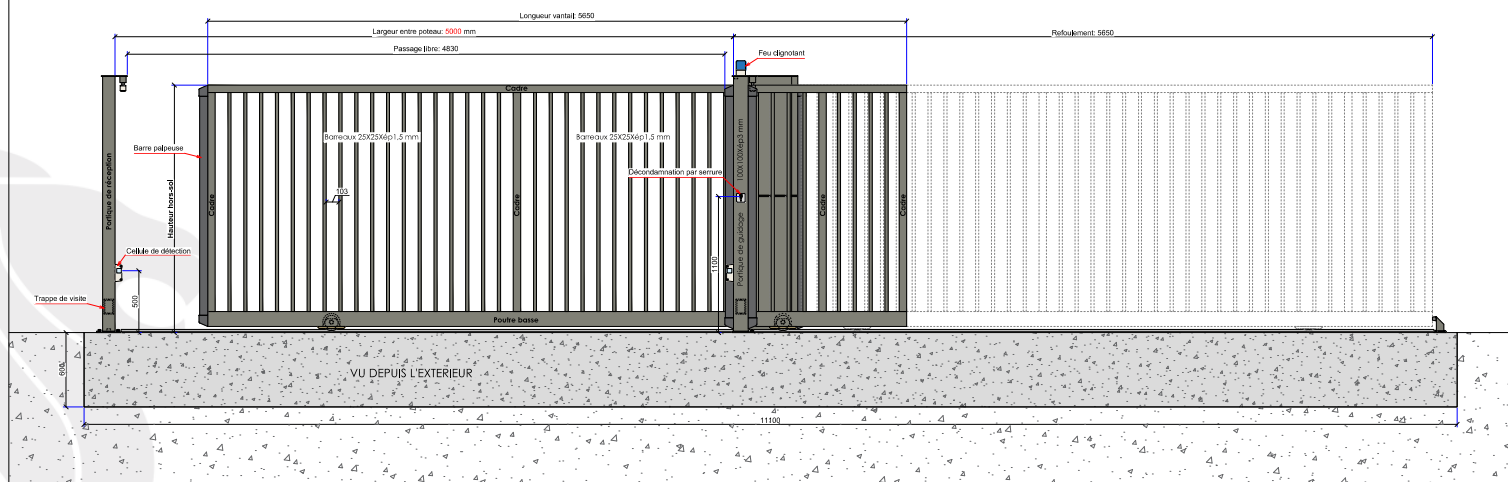 Longueur vantail: 5650
Largeur entre poteau: 5000 mm
Refoulement: 5650
Passage libre: 4830
Feu clignotant
Cadre
Barreaux 25X25Xép1,5 mm
Barreaux 25X25Xép1,5 mm
Barre palpeuse
Portique de réception
Hauteur hors-sol
Cadre
103
Cadre
Décondamnation par serrure
100X100Xép3 mm
Portique de guidage
Cadre
Cadre
Cellule de détection
1100
500
Trappe de visite
Poutre basse
600
VU DEPUIS L'EXTERIEUR
11100